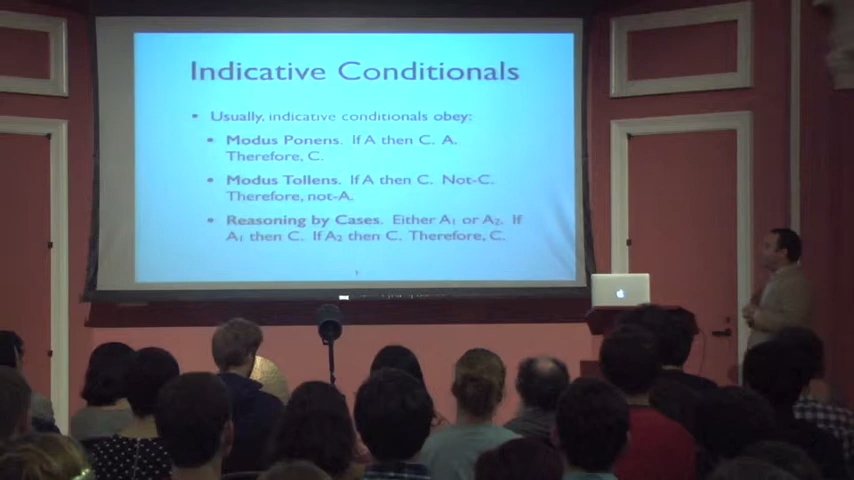 Indicative Conditionals
• Usually, indicative conditionals obey:
• Modus Ponens. If A then C. A.
Therefore, C.
• Modus Tollens. If A then C. Not-C.
Therefore, not-A.
• Reasoning by Cases. Either A₁ or A₂. If
A₁ then C. If A₂ then C. Therefore, C.